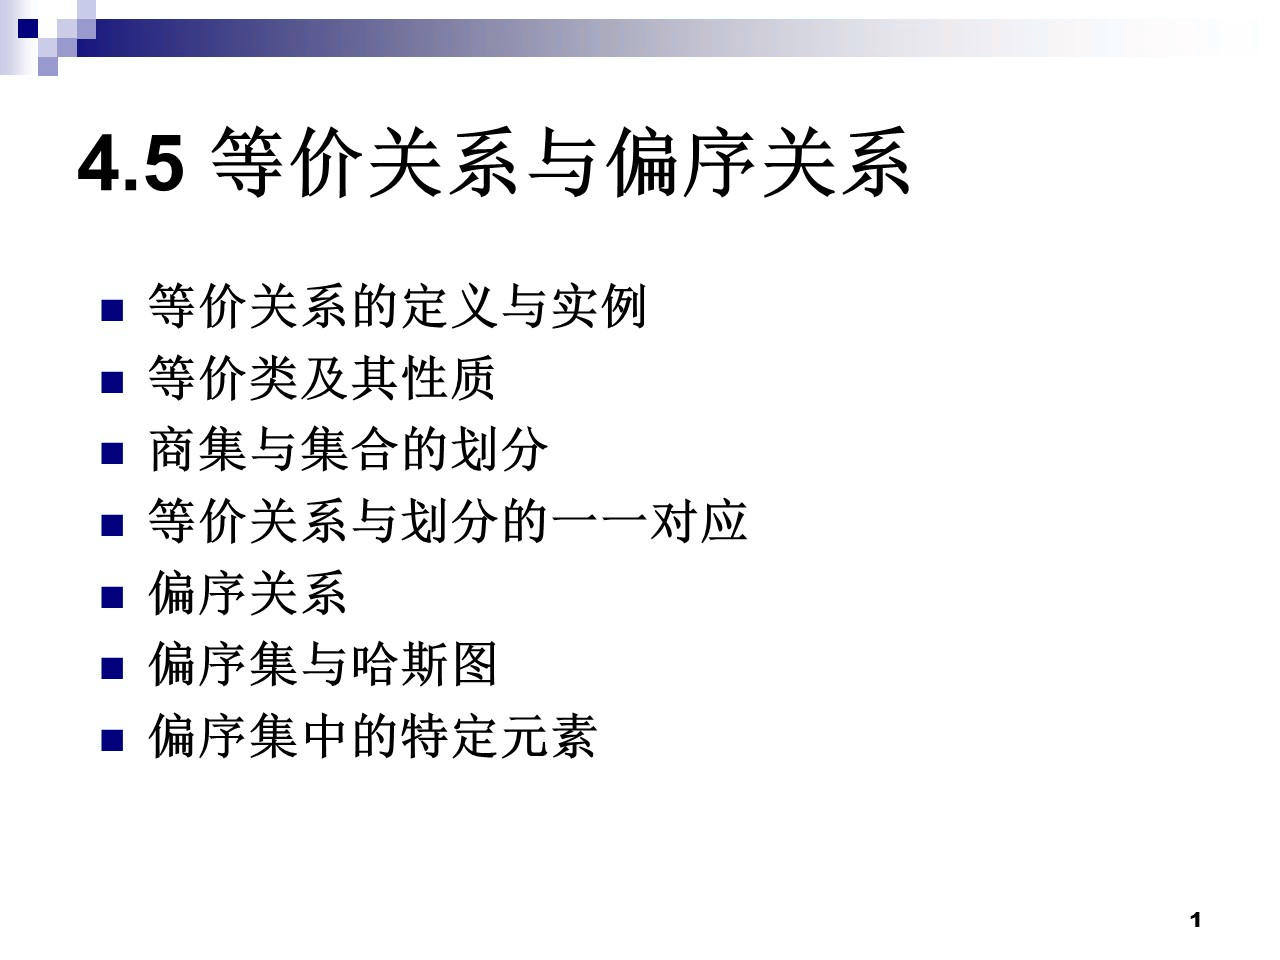 4.5 等价关系与偏序关系
等价关系的定义与实例
等价类及其性质
商集与集合的划分
等价关系与划分的一一对应
偏序关系
偏序集与哈斯图
偏序集中的特定元素
1